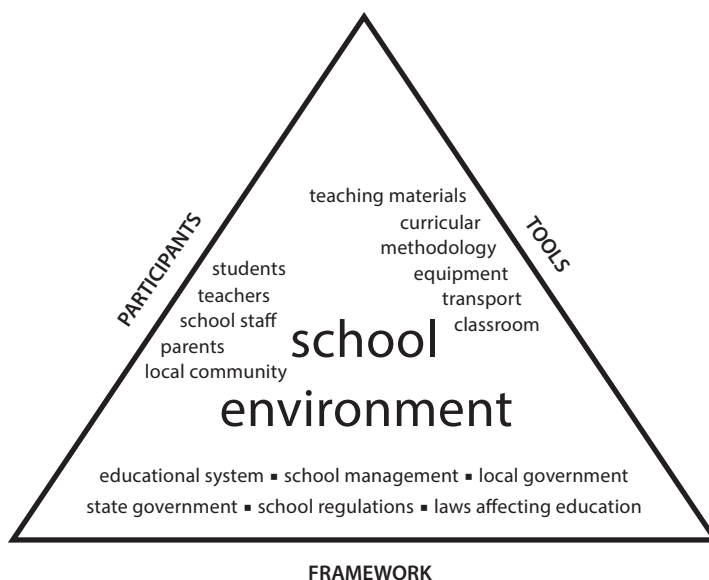 PARTICIPANTS
students
teachers
school staff
parents
local community
TOOLS
teaching materials
curricular
methodology
equipment
transport
classroom
school
environment
educational system ▪ school management ▪ local government
state government ▪ school regulations ▪ laws affecting education
FRAMEWORK